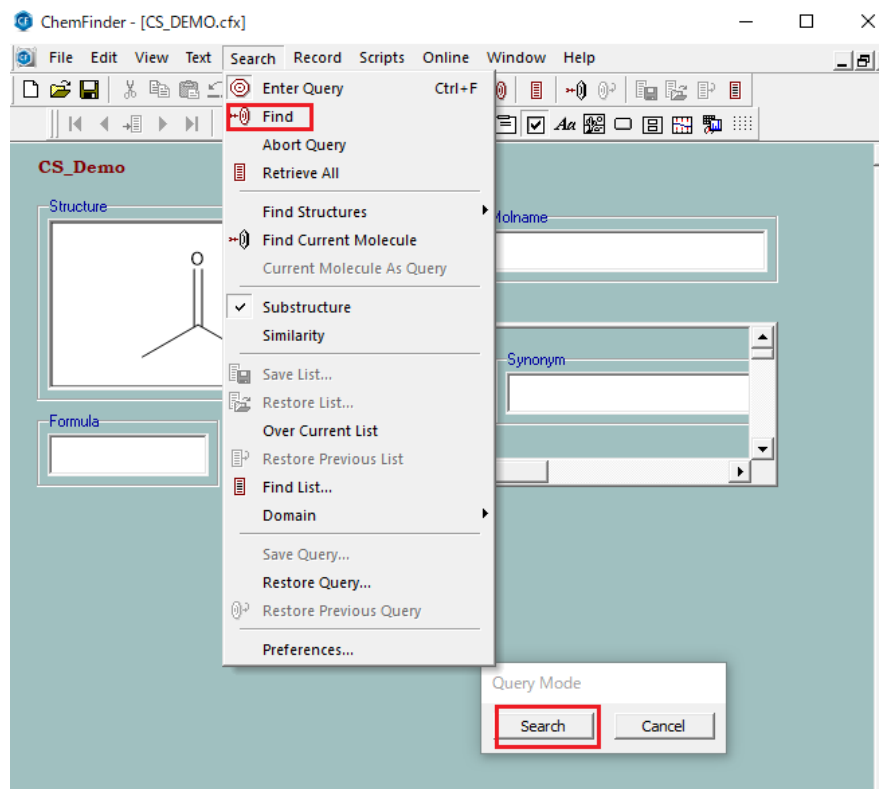 ChemFinder - [CS_DEMO.cfx]
File Edit View Text Search Record Scripts Online Window Help
Enter Query Ctrl+F
Find
Abort Query
Retrieve All
Find Structures
Find Current Molecule
Current Molecule As Query
Substructure
Similarity
Save List...
Restore List...
Over Current List
Restore Previous List
Find List...
Domain
Save Query...
Restore Query...
Restore Previous Query
Preferences...
Aa
CS_Demo
Structure
O
Molname
Synonym
Formula
Query Mode
Search Cancel